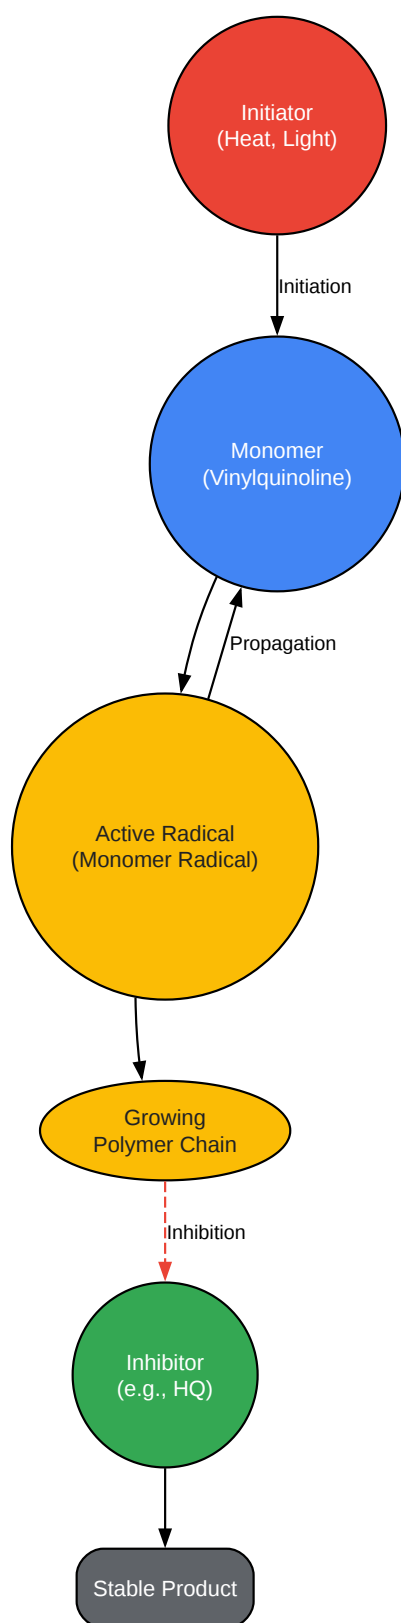 Initiator
(Heat, Light)
Initiation
Monomer
(Vinylquinoline)
Propagation
Active Radical
(Monomer Radical)
Growing
Polymer Chain
Inhibition
Inhibitor
(e.g., HQ)
Stable Product